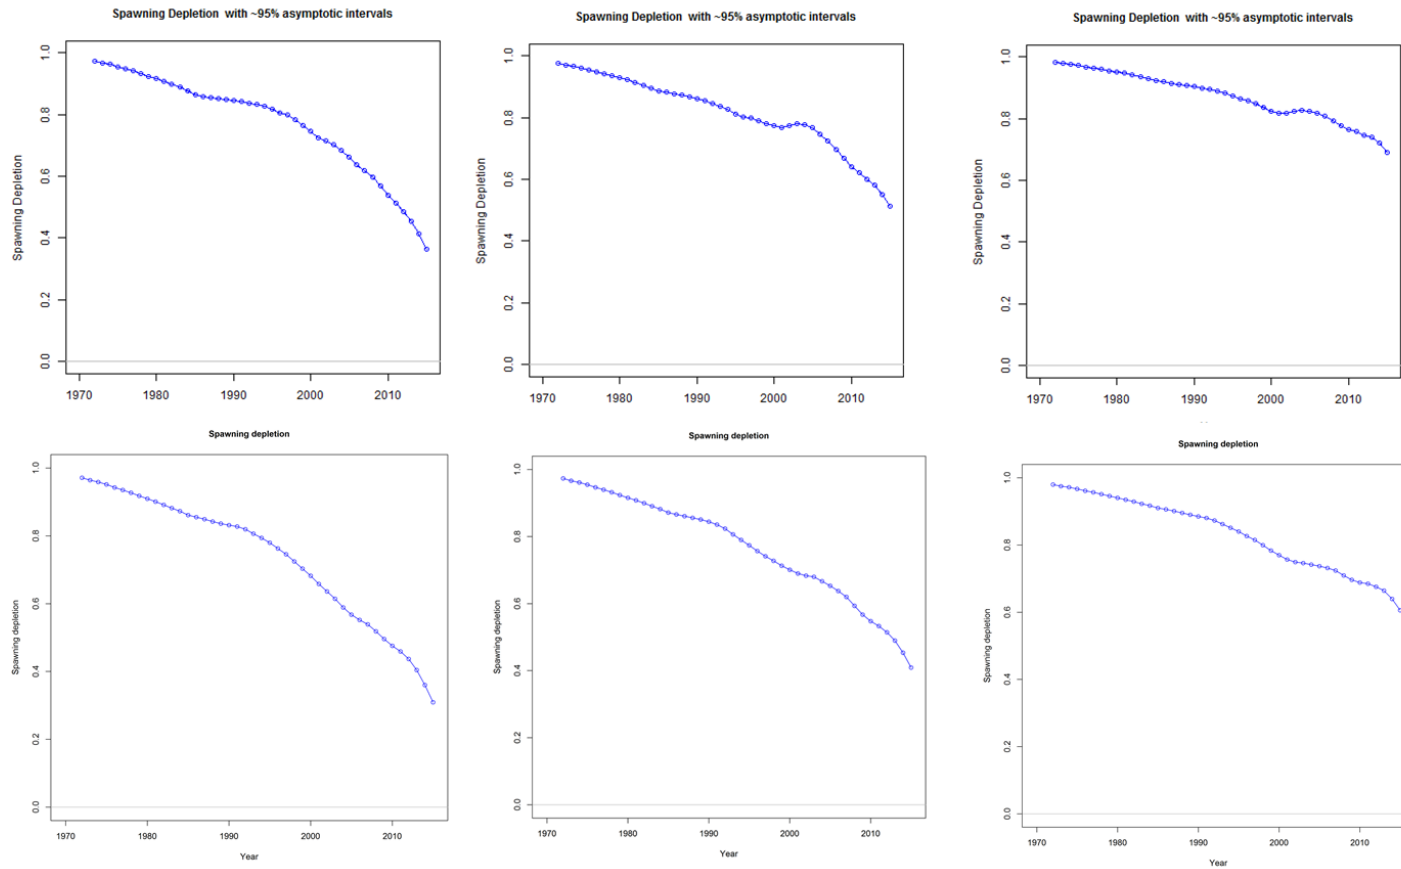 Spawning Depletion with ~95% asymptotic intervals
Spawning Depletion
0.0 0.2 0.4 0.6 0.8 1.0
1970 1980 1990 2000 2010
Spawning Depletion with ~95% asymptotic intervals
Spawning Depletion
0.0 0.2 0.4 0.6 0.8 1.0
1970 1980 1990 2000 2010
Spawning Depletion with ~95% asymptotic intervals
Spawning Depletion
0.0 0.2 0.4 0.6 0.8 1.0
1970 1980 1990 2000 2010
Spawning depletion
Spawning depletion
0.0 0.2 0.4 0.6 0.8 1.0
1970 1980 1990 2000 2010
Year
Spawning depletion
Spawning depletion
0.0 0.2 0.4 0.6 0.8 1.0
1970 1980 1990 2000 2010
Year
Spawning depletion
Spawning depletion
0.0 0.2 0.4 0.6 0.8 1.0
1970 1980 1990 2000 2010
Year